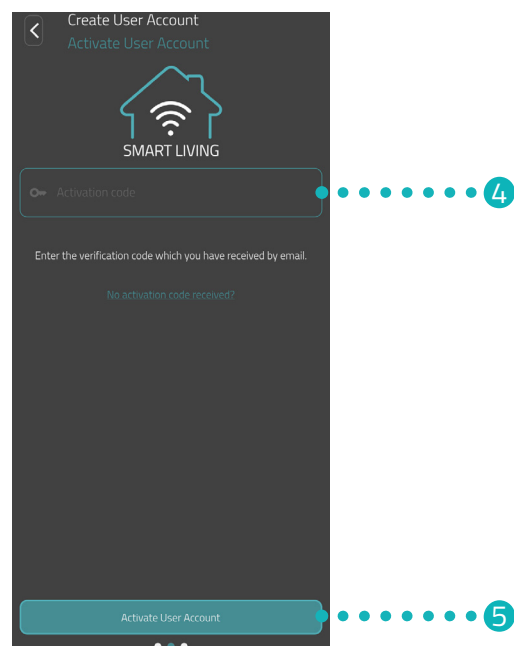 Create User Account
Activate User Account
SMART LIVING
Activation code
4
Enter the verification code which you have received by email.
No activation code received?
Activate User Account
5